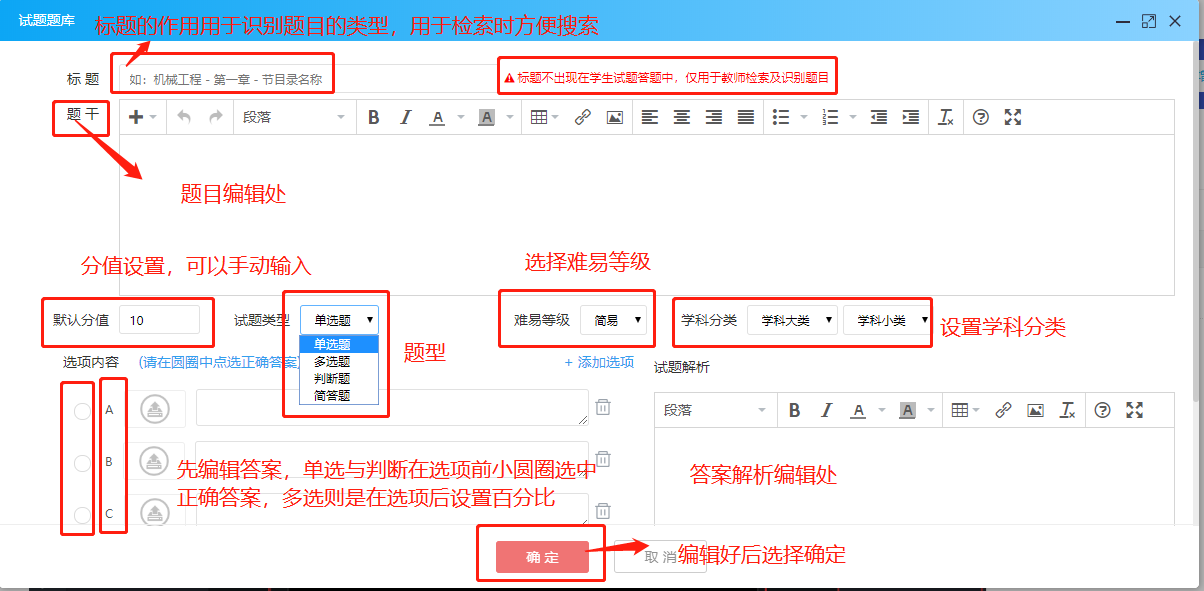 试题题库
标题的作用用于识别题目的类型，用于检索时方便搜索
标 题
如：机械工程 - 第一章 - 节目录名称
标题不出现在学生试题答题中，仅用于教师检索及识别题目
题 干
段落
B I A A
题目编辑处
分值设置，可以手动输入
选择难易等级
默认分值 10
试题类型 单选题
难易等级 简易
学科分类 学科大类 学科小类
设置学科分类
单选题
多选题
判断题
简答题
题型
选项内容 (请在圆圈中点选正确答案)
+ 添加选项
试题解析
A
段落
B I A A
B
先编辑答案，单选与判断在选项前小圆圈选中
正确答案，多选则是在选项后设置百分比
答案解析编辑处
C
确 定
取 消
编辑好后选择确定